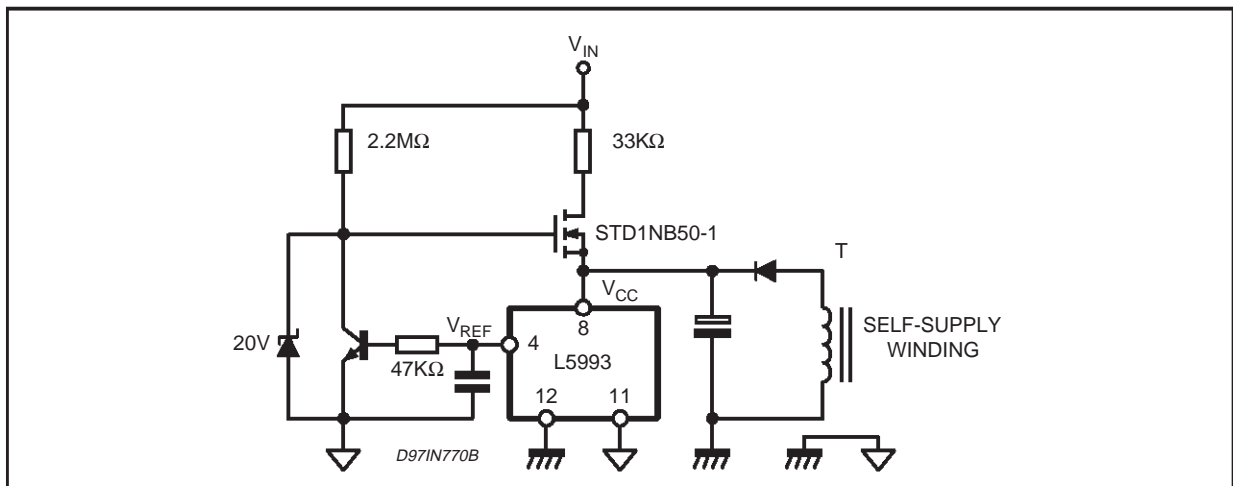 V_IN
2.2MΩ
33KΩ
STD1NB50-1
T
V_CC
8
V_REF
4
20V
L5993
SELF-SUPPLY
WINDING
47KΩ
12
11
D97IN770B